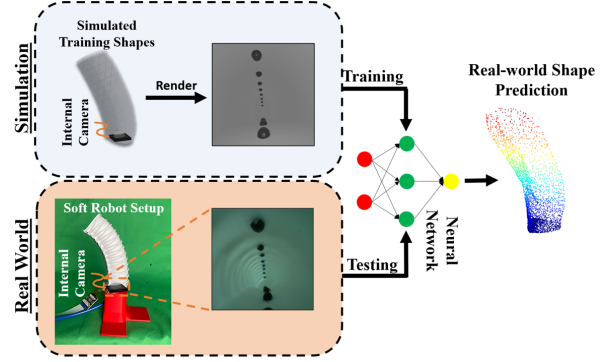 Simulation
Simulated
Training Shapes
Internal
Camera
Render
Training
Real World
Soft Robot Setup
Internal
Camera
Testing
Neural
Network
Real-world Shape
Prediction